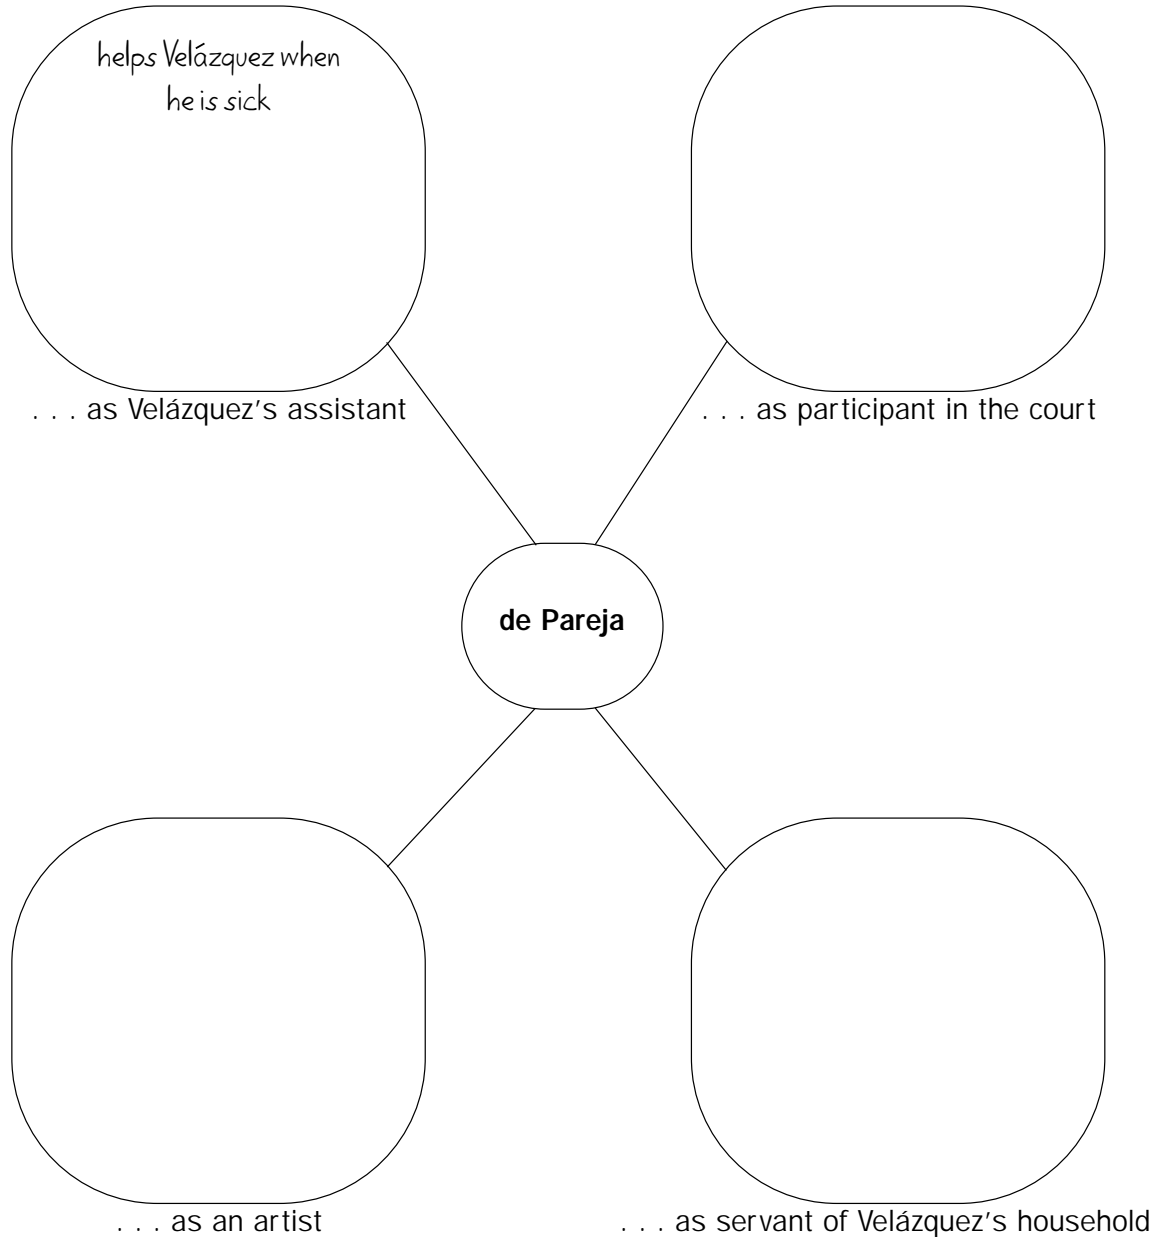 helps Velázquez when
he is sick
. . . as Velázquez's assistant
. . . as participant in the court
de Pareja
. . . as an artist
. . . as servant of Velázquez's household